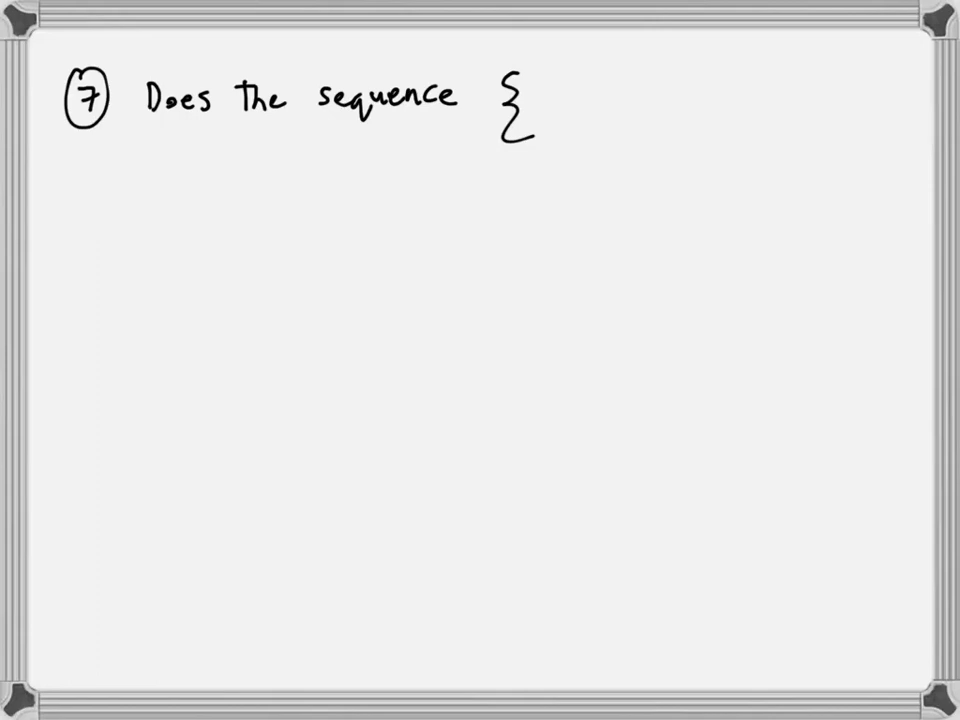 ⑦ Does the sequence {